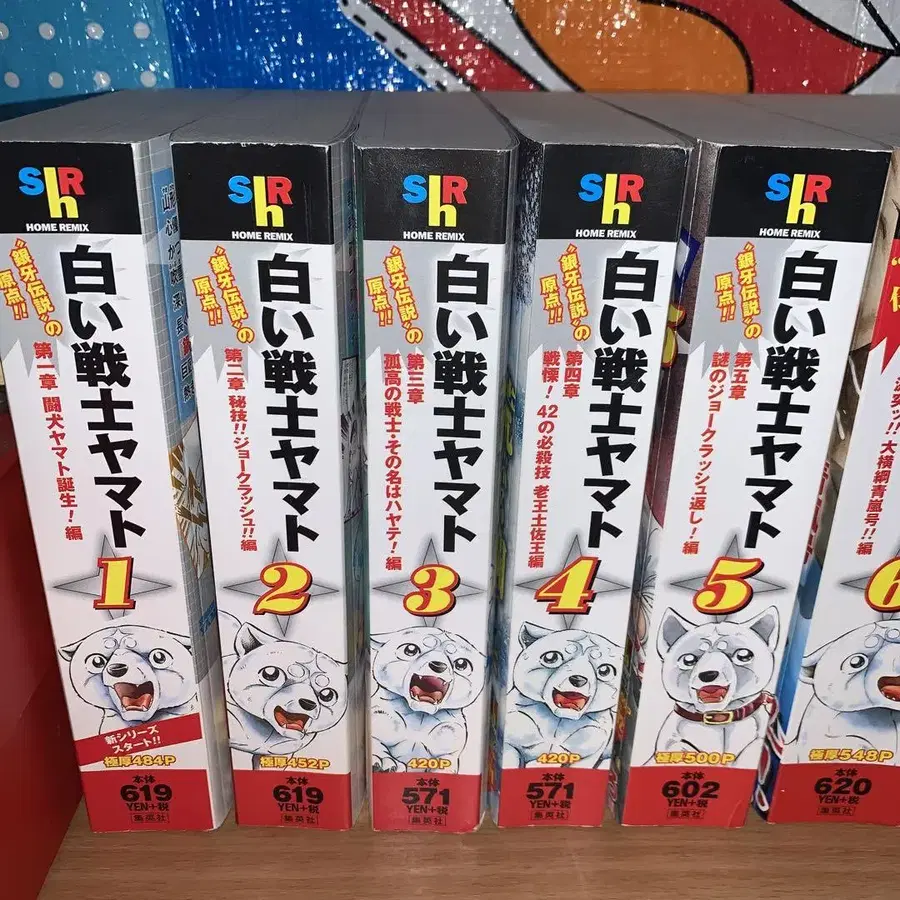 ShR
HOME REMIX
"銀牙伝説"の
原点!!
白い戦士ヤマト
第一章 闘犬ヤマト誕生!編
1
新シリーズ
スタート!!
極厚484P
本体
619
YEN+税
集英社
ShR
HOME REMIX
"銀牙伝説"の
原点!!
白い戦士ヤマト
第二章 秘技!!ジョークラッシュ!!編
2
極厚452P
本体
619
YEN+税
集英社
ShR
HOME REMIX
"銀牙伝説"の
原点!!
白い戦士ヤマト
第三章
孤高の戦士・その名はハヤテ!編
3
420P
本体
571
YEN+税
集英社
ShR
HOME REMIX
"銀牙伝説"の
原点!!
白い戦士ヤマト
第四章
戦慄!42の必殺技 老王土佐王編
4
420P
本体
571
YEN+税
集英社
ShR
HOME REMIX
"銀牙伝説"の
原点!!
白い戦士ヤマト
第五章
謎のジョークラッシュ返し!編
5
極厚500P
本体
602
YEN+税
集英社
大横綱青嵐号!!編
6
極厚548P
本体
620
YEN+税
集英社